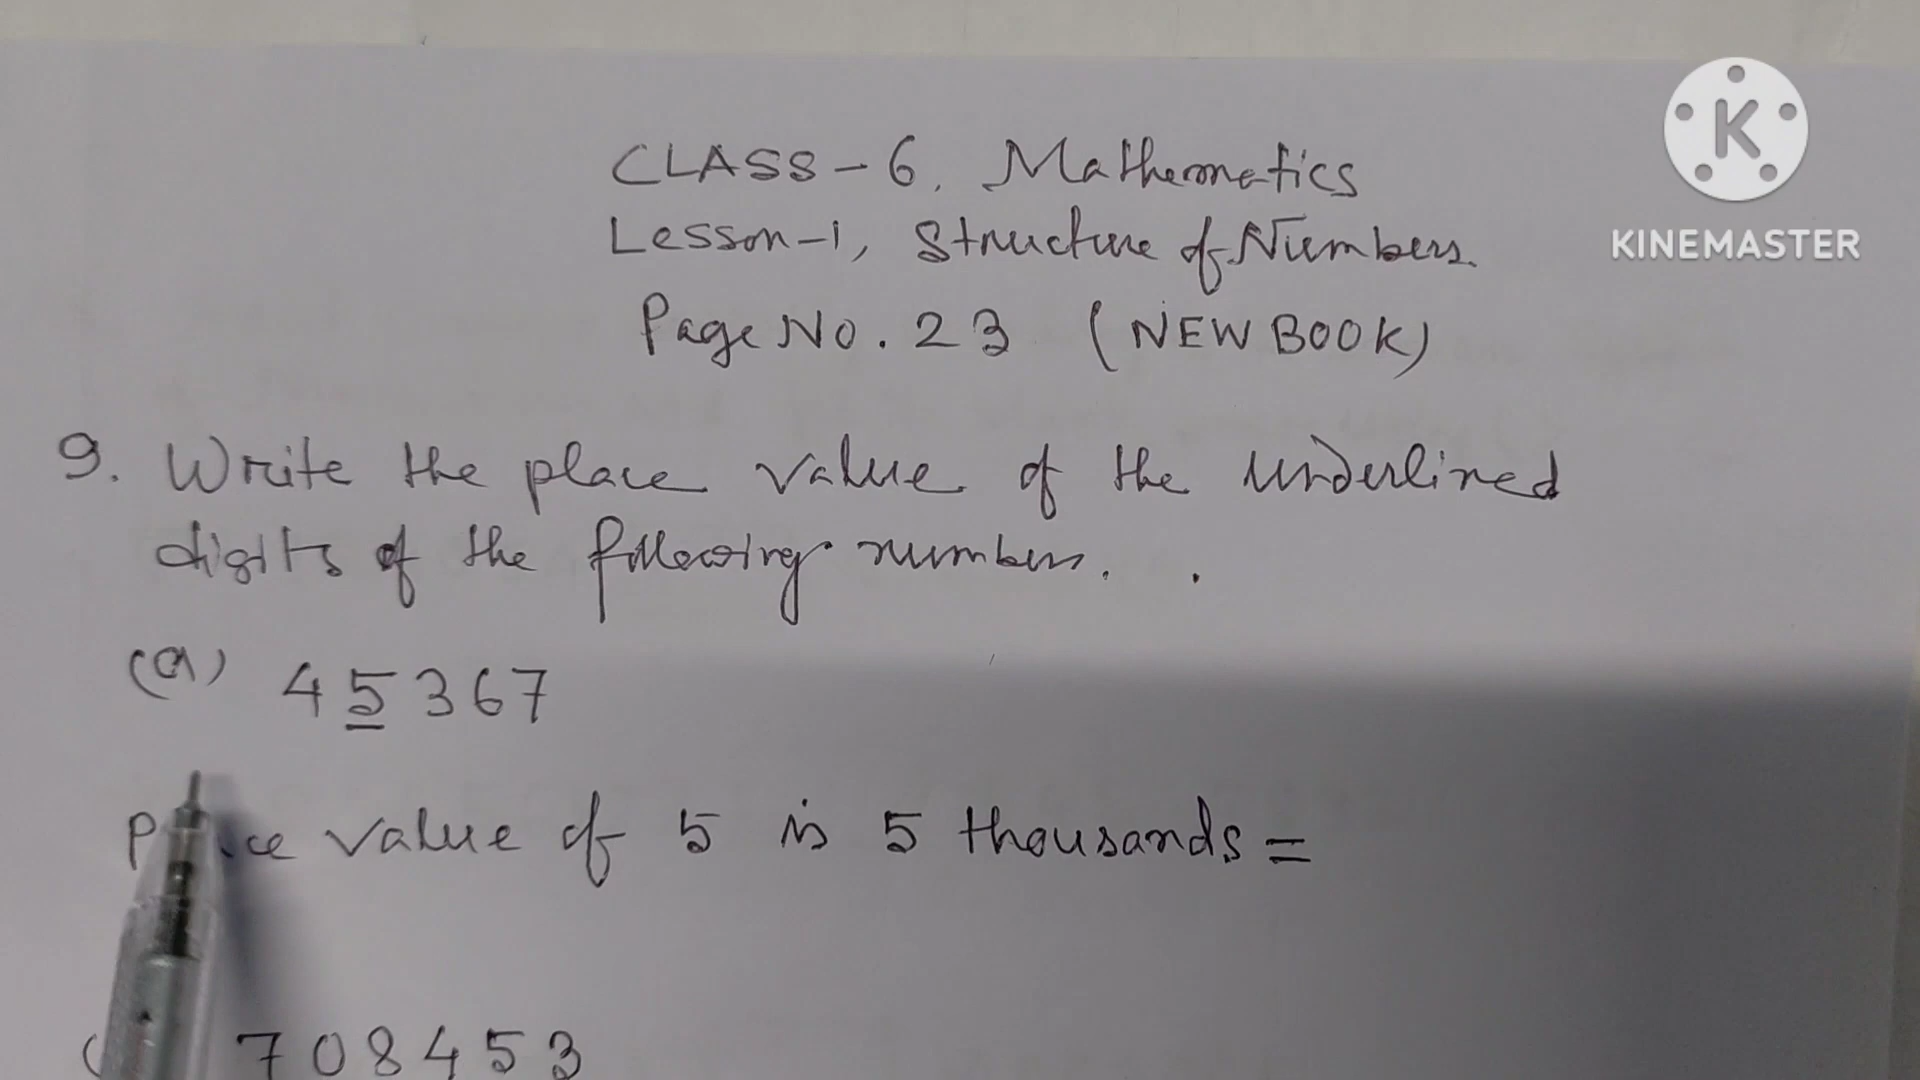 CLASS - 6, Mathematics
Lesson-1, Structure of Numbers.
Page No. 23 (NEW BOOK)
K
KINEMASTER
9. Write the place value of the underlined
digits of the following numbers.
(a) 45367
value of 5 is 5 thousands =
708453